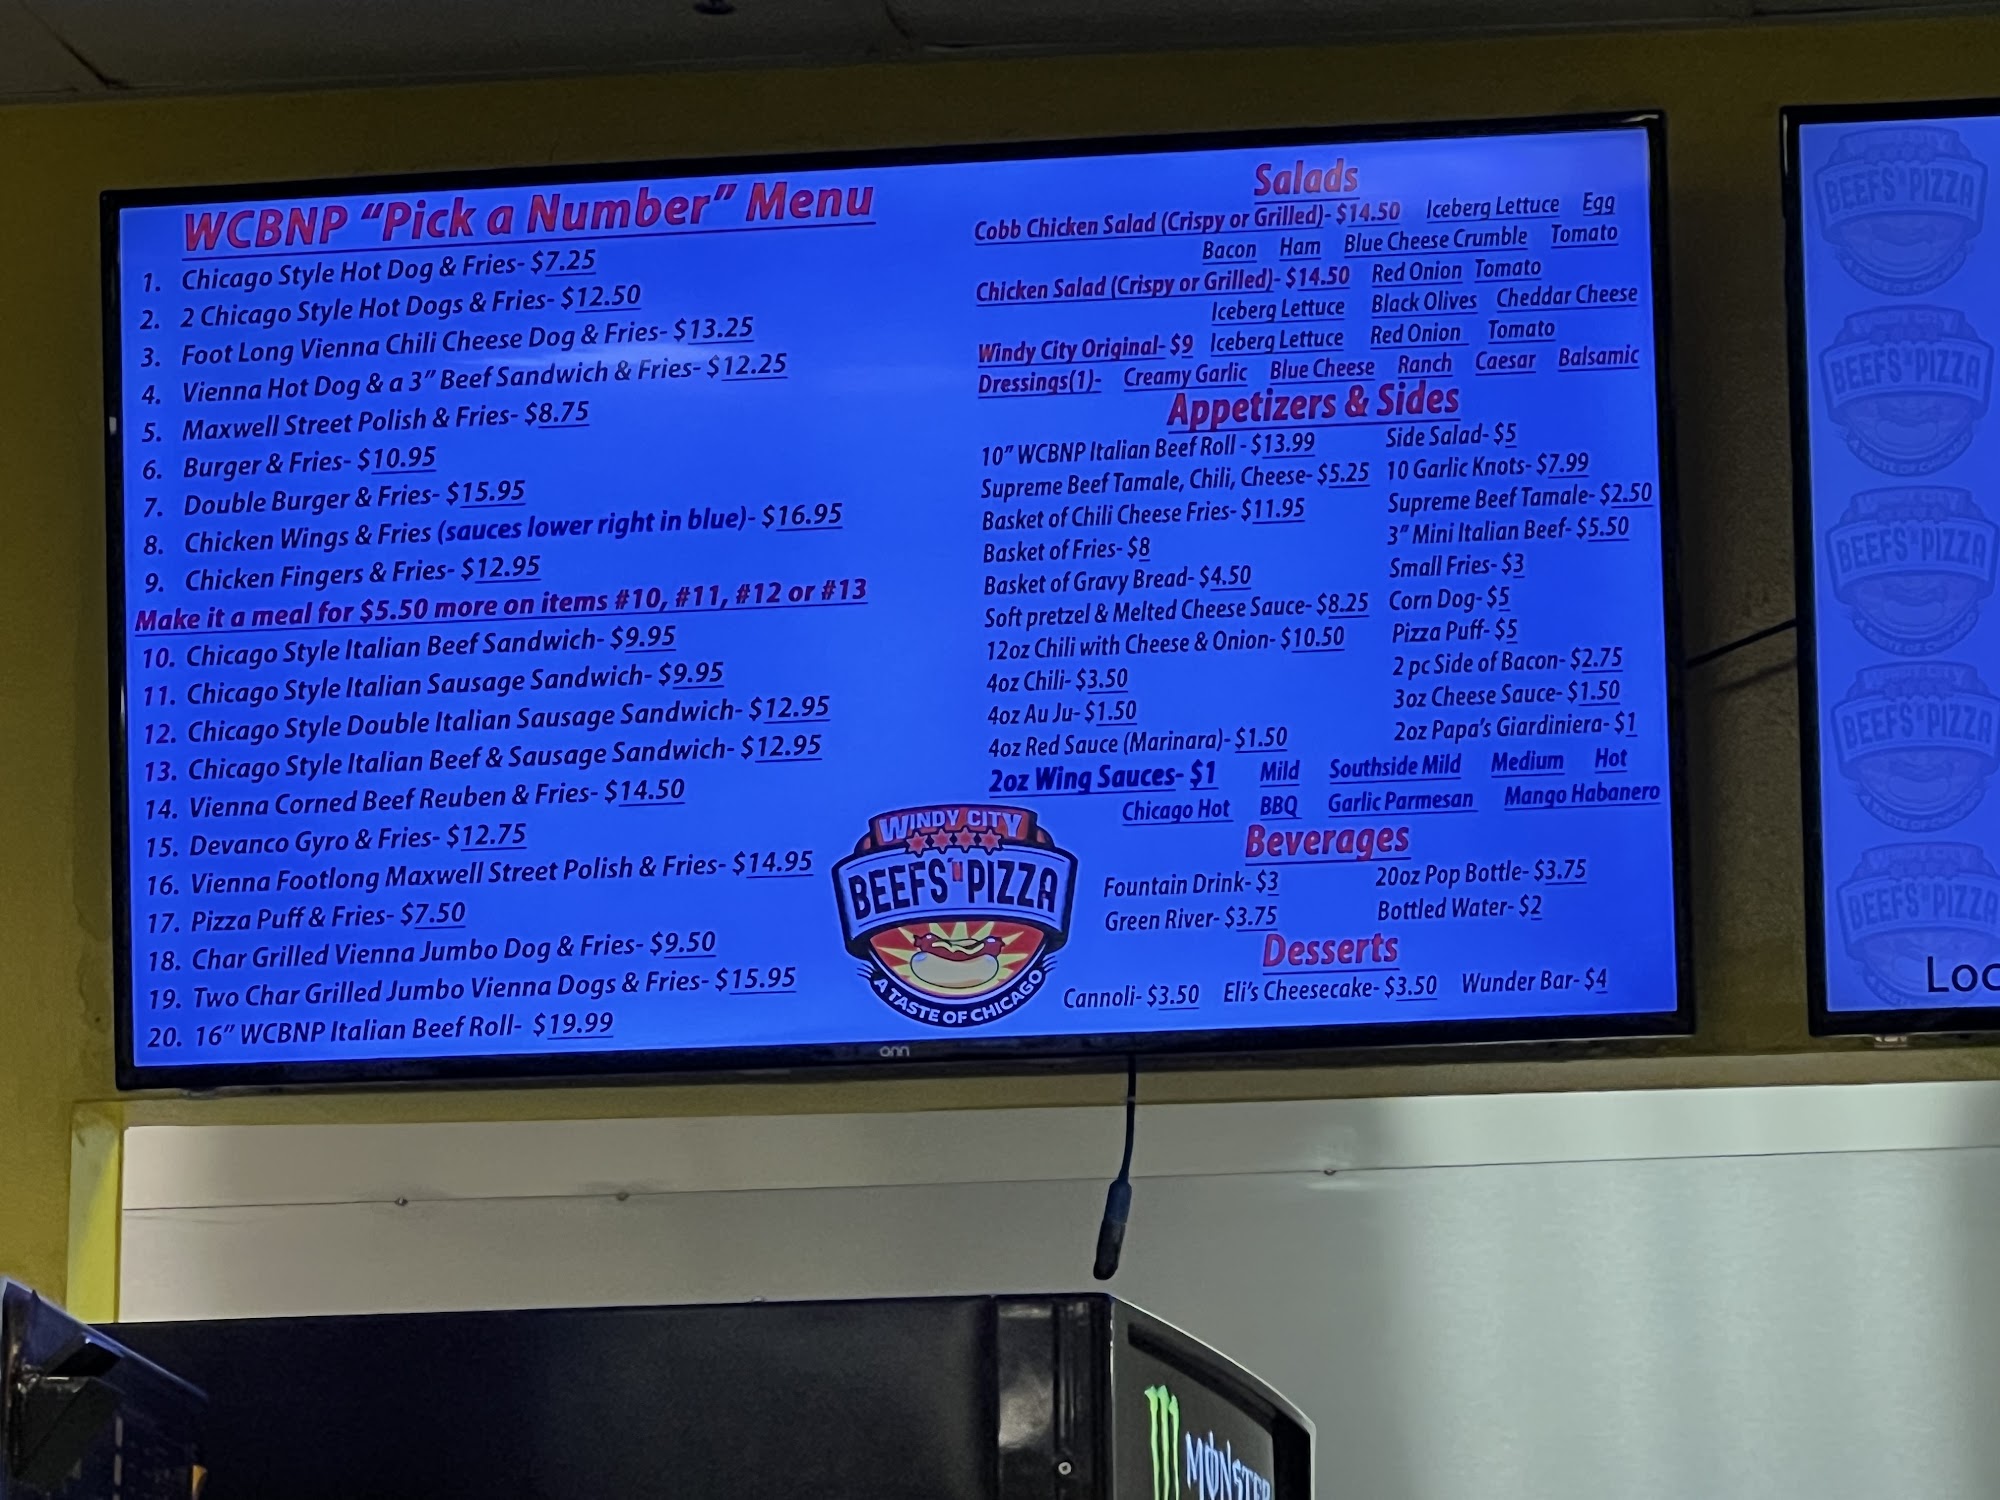 WCBNP "Pick a Number" Menu
1. Chicago Style Hot Dog & Fries- $7.25
2. 2 Chicago Style Hot Dogs & Fries- $12.50
3. Foot Long Vienna Chili Cheese Dog & Fries- $13.25
4. Vienna Hot Dog & a 3" Beef Sandwich & Fries- $12.25
5. Maxwell Street Polish & Fries- $8.75
6. Burger & Fries- $10.95
7. Double Burger & Fries- $15.95
8. Chicken Wings & Fries (sauces lower right in blue)- $16.95
9. Chicken Fingers & Fries- $12.95
Make it a meal for $5.50 more on items #10, #11, #12 or #13
10. Chicago Style Italian Beef Sandwich- $9.95
11. Chicago Style Italian Sausage Sandwich- $9.95
12. Chicago Style Double Italian Sausage Sandwich- $12.95
13. Chicago Style Italian Beef & Sausage Sandwich- $12.95
14. Vienna Corned Beef Reuben & Fries- $14.50
15. Devanco Gyro & Fries- $12.75
16. Vienna Footlong Maxwell Street Polish & Fries- $14.95
17. Pizza Puff & Fries- $7.50
18. Char Grilled Vienna Jumbo Dog & Fries- $9.50
19. Two Char Grilled Jumbo Vienna Dogs & Fries- $15.95
20. 16" WCBNP Italian Beef Roll- $19.99
Salads
Cobb Chicken Salad (Crispy or Grilled)- $14.50 Iceberg Lettuce Egg
Bacon Ham Blue Cheese Crumble Tomato
Chicken Salad (Crispy or Grilled)- $14.50 Red Onion Tomato
Iceberg Lettuce Black Olives Cheddar Cheese
Windy City Original- $9 Iceberg Lettuce Red Onion Tomato
Dressings(1)- Creamy Garlic Blue Cheese Ranch Caesar Balsamic
Appetizers & Sides
10" WCBNP Italian Beef Roll - $13.99
Supreme Beef Tamale, Chili, Cheese- $5.25
Basket of Chili Cheese Fries- $11.95
Basket of Fries- $8
Basket of Gravy Bread- $4.50
Soft pretzel & Melted Cheese Sauce- $8.25
12oz Chili with Cheese & Onion- $10.50
4oz Chili- $3.50
4oz Au Ju- $1.50
4oz Red Sauce (Marinara)- $1.50
Side Salad- $5
10 Garlic Knots- $7.99
Supreme Beef Tamale- $2.50
3" Mini Italian Beef- $5.50
Small Fries- $3
Corn Dog- $5
Pizza Puff- $5
2 pc Side of Bacon- $2.75
3oz Cheese Sauce- $1.50
2oz Papa's Giardiniera- $1
2oz Wing Sauces- $1 Mild Southside Mild Medium Hot
Chicago Hot BBQ Garlic Parmesan Mango Habanero
Beverages
Fountain Drink- $3 20oz Pop Bottle- $3.75
Green River- $3.75 Bottled Water- $2
Desserts
Cannoli- $3.50 Eli's Cheesecake- $3.50 Wunder Bar- $4
WINDY CITY
BEEFS 'N PIZZA
A TASTE OF CHICAGO
onn
BEEFS 'N PIZZA
BEEFS 'N PIZZA
BEEFS 'N PIZZA
BEEFS 'N PIZZA
BEEFS 'N PIZZA
Loc
MONSTER